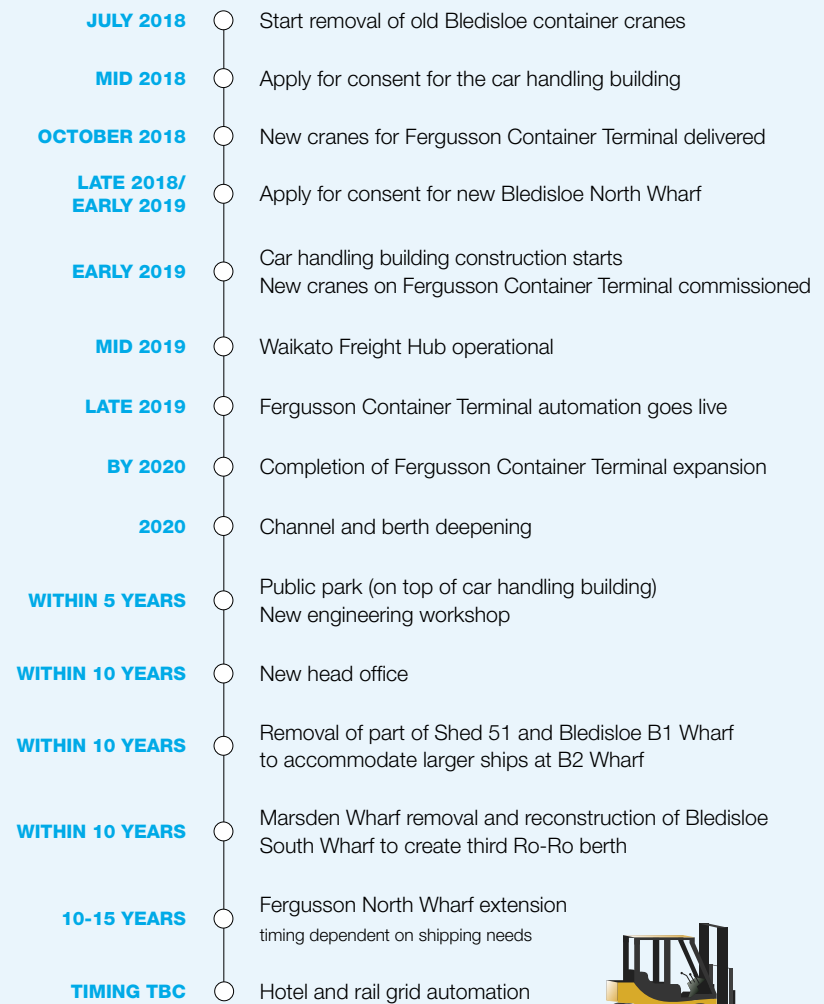 JULY 2018 Start removal of old Bledisloe container cranes
MID 2018 Apply for consent for the car handling building
OCTOBER 2018 New cranes for Fergusson Container Terminal delivered
LATE 2018/
EARLY 2019 Apply for consent for new Bledisloe North Wharf
EARLY 2019 Car handling building construction starts
New cranes on Fergusson Container Terminal commissioned
MID 2019 Waikato Freight Hub operational
LATE 2019 Fergusson Container Terminal automation goes live
BY 2020 Completion of Fergusson Container Terminal expansion
2020 Channel and berth deepening
WITHIN 5 YEARS Public park (on top of car handling building)
New engineering workshop
WITHIN 10 YEARS New head office
WITHIN 10 YEARS Removal of part of Shed 51 and Bledisloe B1 Wharf
to accommodate larger ships at B2 Wharf
WITHIN 10 YEARS Marsden Wharf removal and reconstruction of Bledisloe
South Wharf to create third Ro-Ro berth
10-15 YEARS Fergusson North Wharf extension
timing dependent on shipping needs
TIMING TBC Hotel and rail grid automation